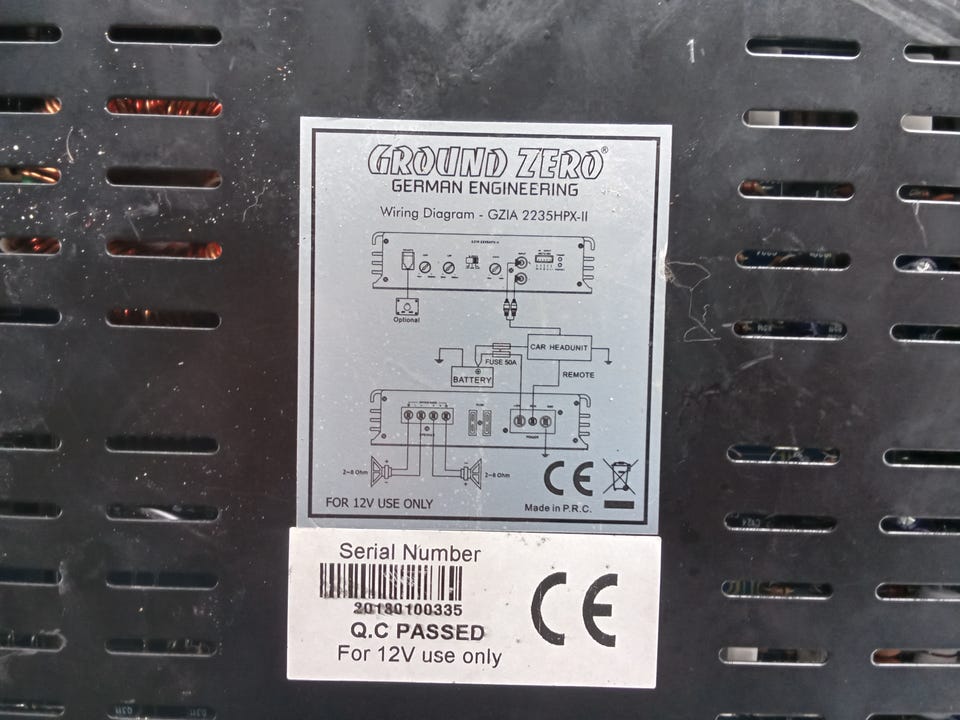 GROUND ZERO®
GERMAN ENGINEERING
Wiring Diagram - GZIA 2235HPX-II
Optional
CAR HEADUNIT
FUSE 50A
BATTERY
REMOTE
SPEAKER
POWER
2~8 Ohm
2~8 Ohm
CE
FOR 12V USE ONLY
Made in P.R.C.
Serial Number
20180100335
Q.C PASSED
For 12V use only
CE